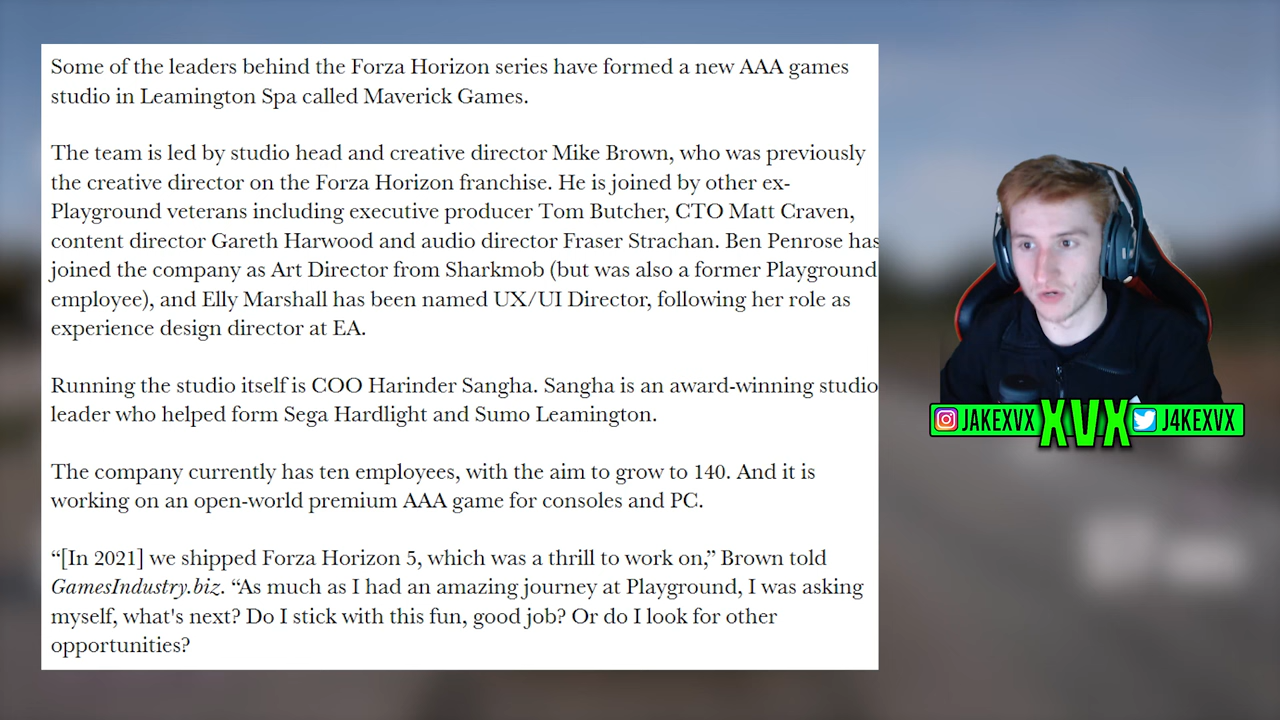 Some of the leaders behind the Forza Horizon series have formed a new AAA games
studio in Leamington Spa called Maverick Games.
The team is led by studio head and creative director Mike Brown, who was previously
the creative director on the Forza Horizon franchise. He is joined by other ex-
Playground veterans including executive producer Tom Butcher, CTO Matt Craven,
content director Gareth Harwood and audio director Fraser Strachan. Ben Penrose has
joined the company as Art Director from Sharkmob (but was also a former Playground
employee), and Elly Marshall has been named UX/UI Director, following her role as
experience design director at EA.
Running the studio itself is COO Harinder Sangha. Sangha is an award-winning studio
leader who helped form Sega Hardlight and Sumo Leamington.
The company currently has ten employees, with the aim to grow to 140. And it is
working on an open-world premium AAA game for consoles and PC.
“[In 2021] we shipped Forza Horizon 5, which was a thrill to work on,” Brown told
GamesIndustry.biz. “As much as I had an amazing journey at Playground, I was asking
myself, what's next? Do I stick with this fun, good job? Or do I look for other
opportunities?
JAKEXVX XVX J4KEXVX